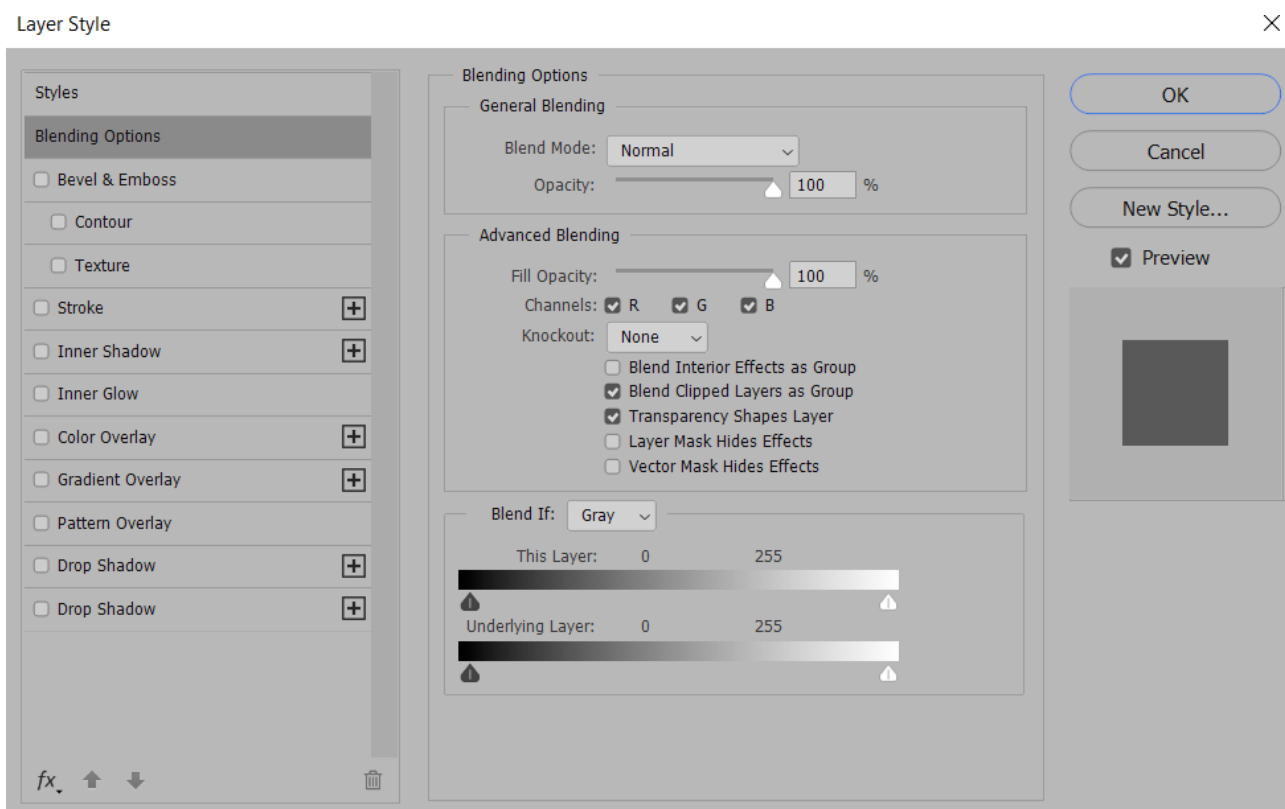 Layer Style
Styles
Blending Options
Bevel & Emboss
Contour
Texture
Stroke
Inner Shadow
Inner Glow
Color Overlay
Gradient Overlay
Pattern Overlay
Drop Shadow
Drop Shadow
fx
Blending Options
General Blending
Blend Mode: Normal
Opacity: 100 %
Advanced Blending
Fill Opacity: 100 %
Channels: R G B
Knockout: None
Blend Interior Effects as Group
Blend Clipped Layers as Group
Transparency Shapes Layer
Layer Mask Hides Effects
Vector Mask Hides Effects
Blend If: Gray
This Layer: 0 255
Underlying Layer: 0 255
OK
Cancel
New Style...
Preview